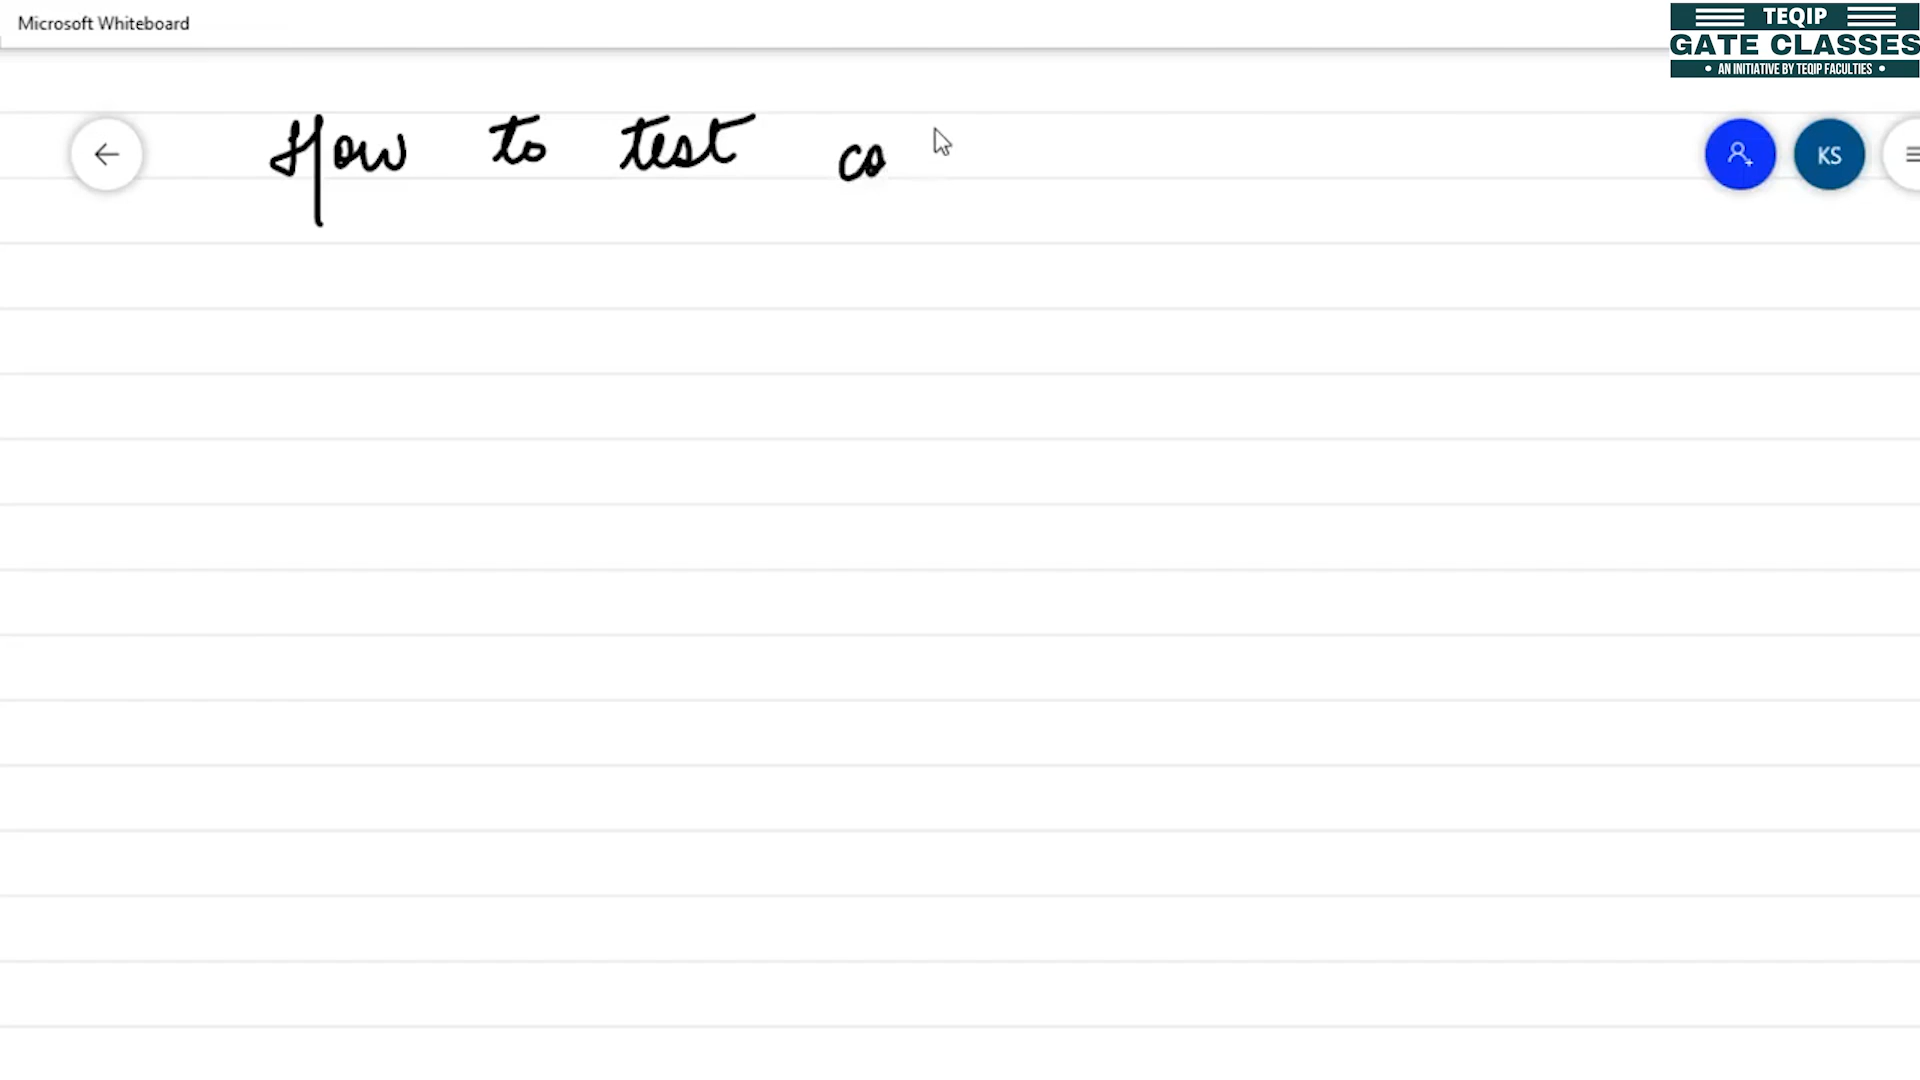 Microsoft Whiteboard
TEQIP
GATE CLASSES
• AN INITIATIVE BY TEQIP FACULTIES •
How to test co
KS